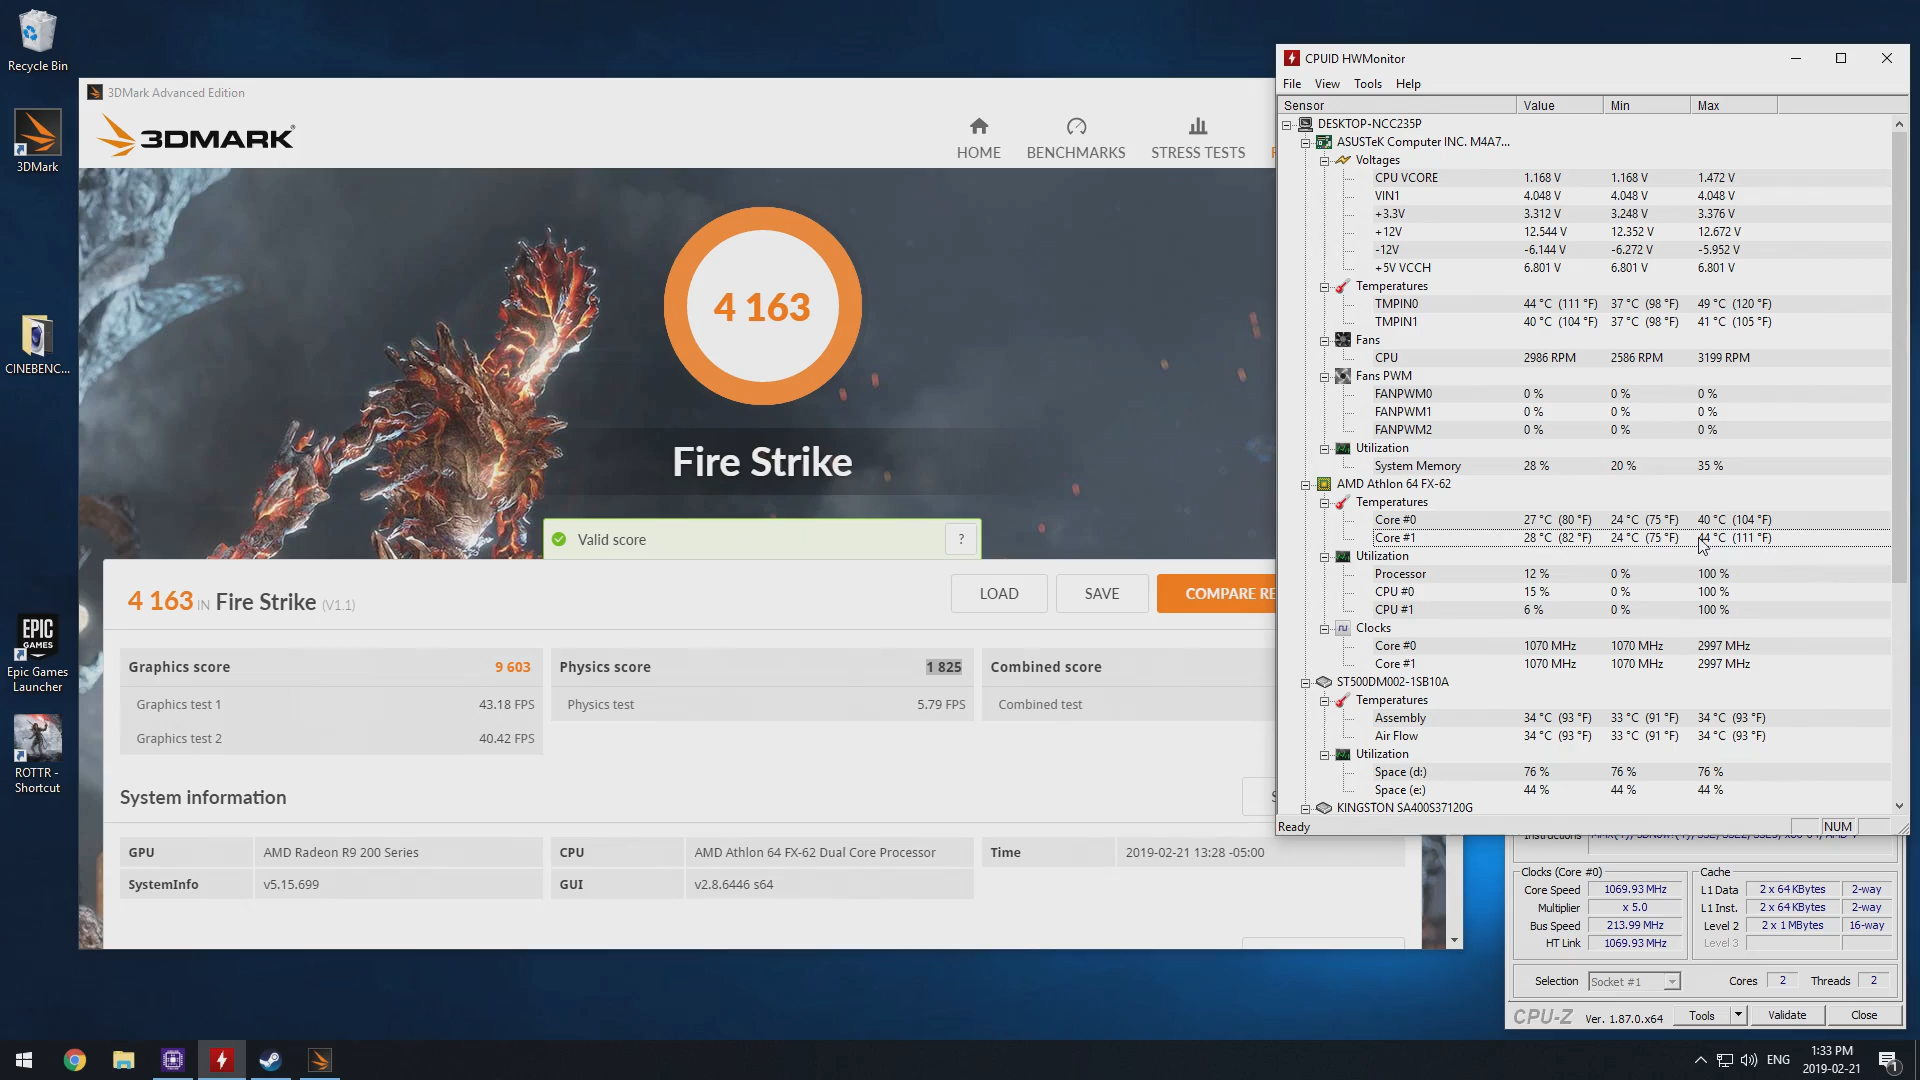 Recycle Bin
3DMark
CINEBENC...
EPIC
GAMES
Epic Games
Launcher
ROTTR -
Shortcut
3DMark Advanced Edition
3DMARK
HOME
BENCHMARKS
STRESS TESTS
4 163
Fire Strike
Valid score
?
4 163 IN Fire Strike (V1.1)
LOAD
SAVE
COMPARE RE
Graphics score 9 603
Graphics test 1 43.18 FPS
Graphics test 2 40.42 FPS
Physics score 1 825
Physics test 5.79 FPS
Combined score
Combined test
System information
GPU AMD Radeon R9 200 Series
SystemInfo v5.15.699
CPU AMD Athlon 64 FX-62 Dual Core Processor
GUI v2.8.6446 s64
Time 2019-02-21 13:28 -05:00
CPUID HWMonitor
File View Tools Help
Sensor Value Min Max
DESKTOP-NCC235P
ASUSTeK Computer INC. M4A7...
Voltages
CPU VCORE 1.168 V 1.168 V 1.472 V
VIN1 4.048 V 4.048 V 4.048 V
+3.3V 3.312 V 3.248 V 3.376 V
+12V 12.544 V 12.352 V 12.672 V
-12V -6.144 V -6.272 V -5.952 V
+5V VCCH 6.801 V 6.801 V 6.801 V
Temperatures
TMPIN0 44 °C (111 °F) 37 °C (98 °F) 49 °C (120 °F)
TMPIN1 40 °C (104 °F) 37 °C (98 °F) 41 °C (105 °F)
Fans
CPU 2986 RPM 2586 RPM 3199 RPM
Fans PWM
FANPWM0 0 % 0 % 0 %
FANPWM1 0 % 0 % 0 %
FANPWM2 0 % 0 % 0 %
Utilization
System Memory 28 % 20 % 35 %
AMD Athlon 64 FX-62
Temperatures
Core #0 27 °C (80 °F) 24 °C (75 °F) 40 °C (104 °F)
Core #1 28 °C (82 °F) 24 °C (75 °F) 44 °C (111 °F)
Utilization
Processor 12 % 0 % 100 %
CPU #0 15 % 0 % 100 %
CPU #1 6 % 0 % 100 %
Clocks
Core #0 1070 MHz 1070 MHz 2997 MHz
Core #1 1070 MHz 1070 MHz 2997 MHz
ST500DM002-1SB10A
Temperatures
Assembly 34 °C (93 °F) 33 °C (91 °F) 34 °C (93 °F)
Air Flow 34 °C (93 °F) 33 °C (91 °F) 34 °C (93 °F)
Utilization
Space (d:) 76 % 76 % 76 %
Space (e:) 44 % 44 % 44 %
KINGSTON SA400S37120G
Ready NUM
Instructions
Clocks (Core #0)
Core Speed 1069.93 MHz
Multiplier x 5.0
Bus Speed 213.99 MHz
HT Link 1069.93 MHz
Cache
L1 Data 2 x 64 KBytes 2-way
L1 Inst. 2 x 64 KBytes 2-way
Level 2 2 x 1 MBytes 16-way
Level 3
Selection Socket #1 Cores 2 Threads 2
CPU-Z Ver. 1.87.0.x64 Tools Validate Close
ENG
1:33 PM
2019-02-21
1